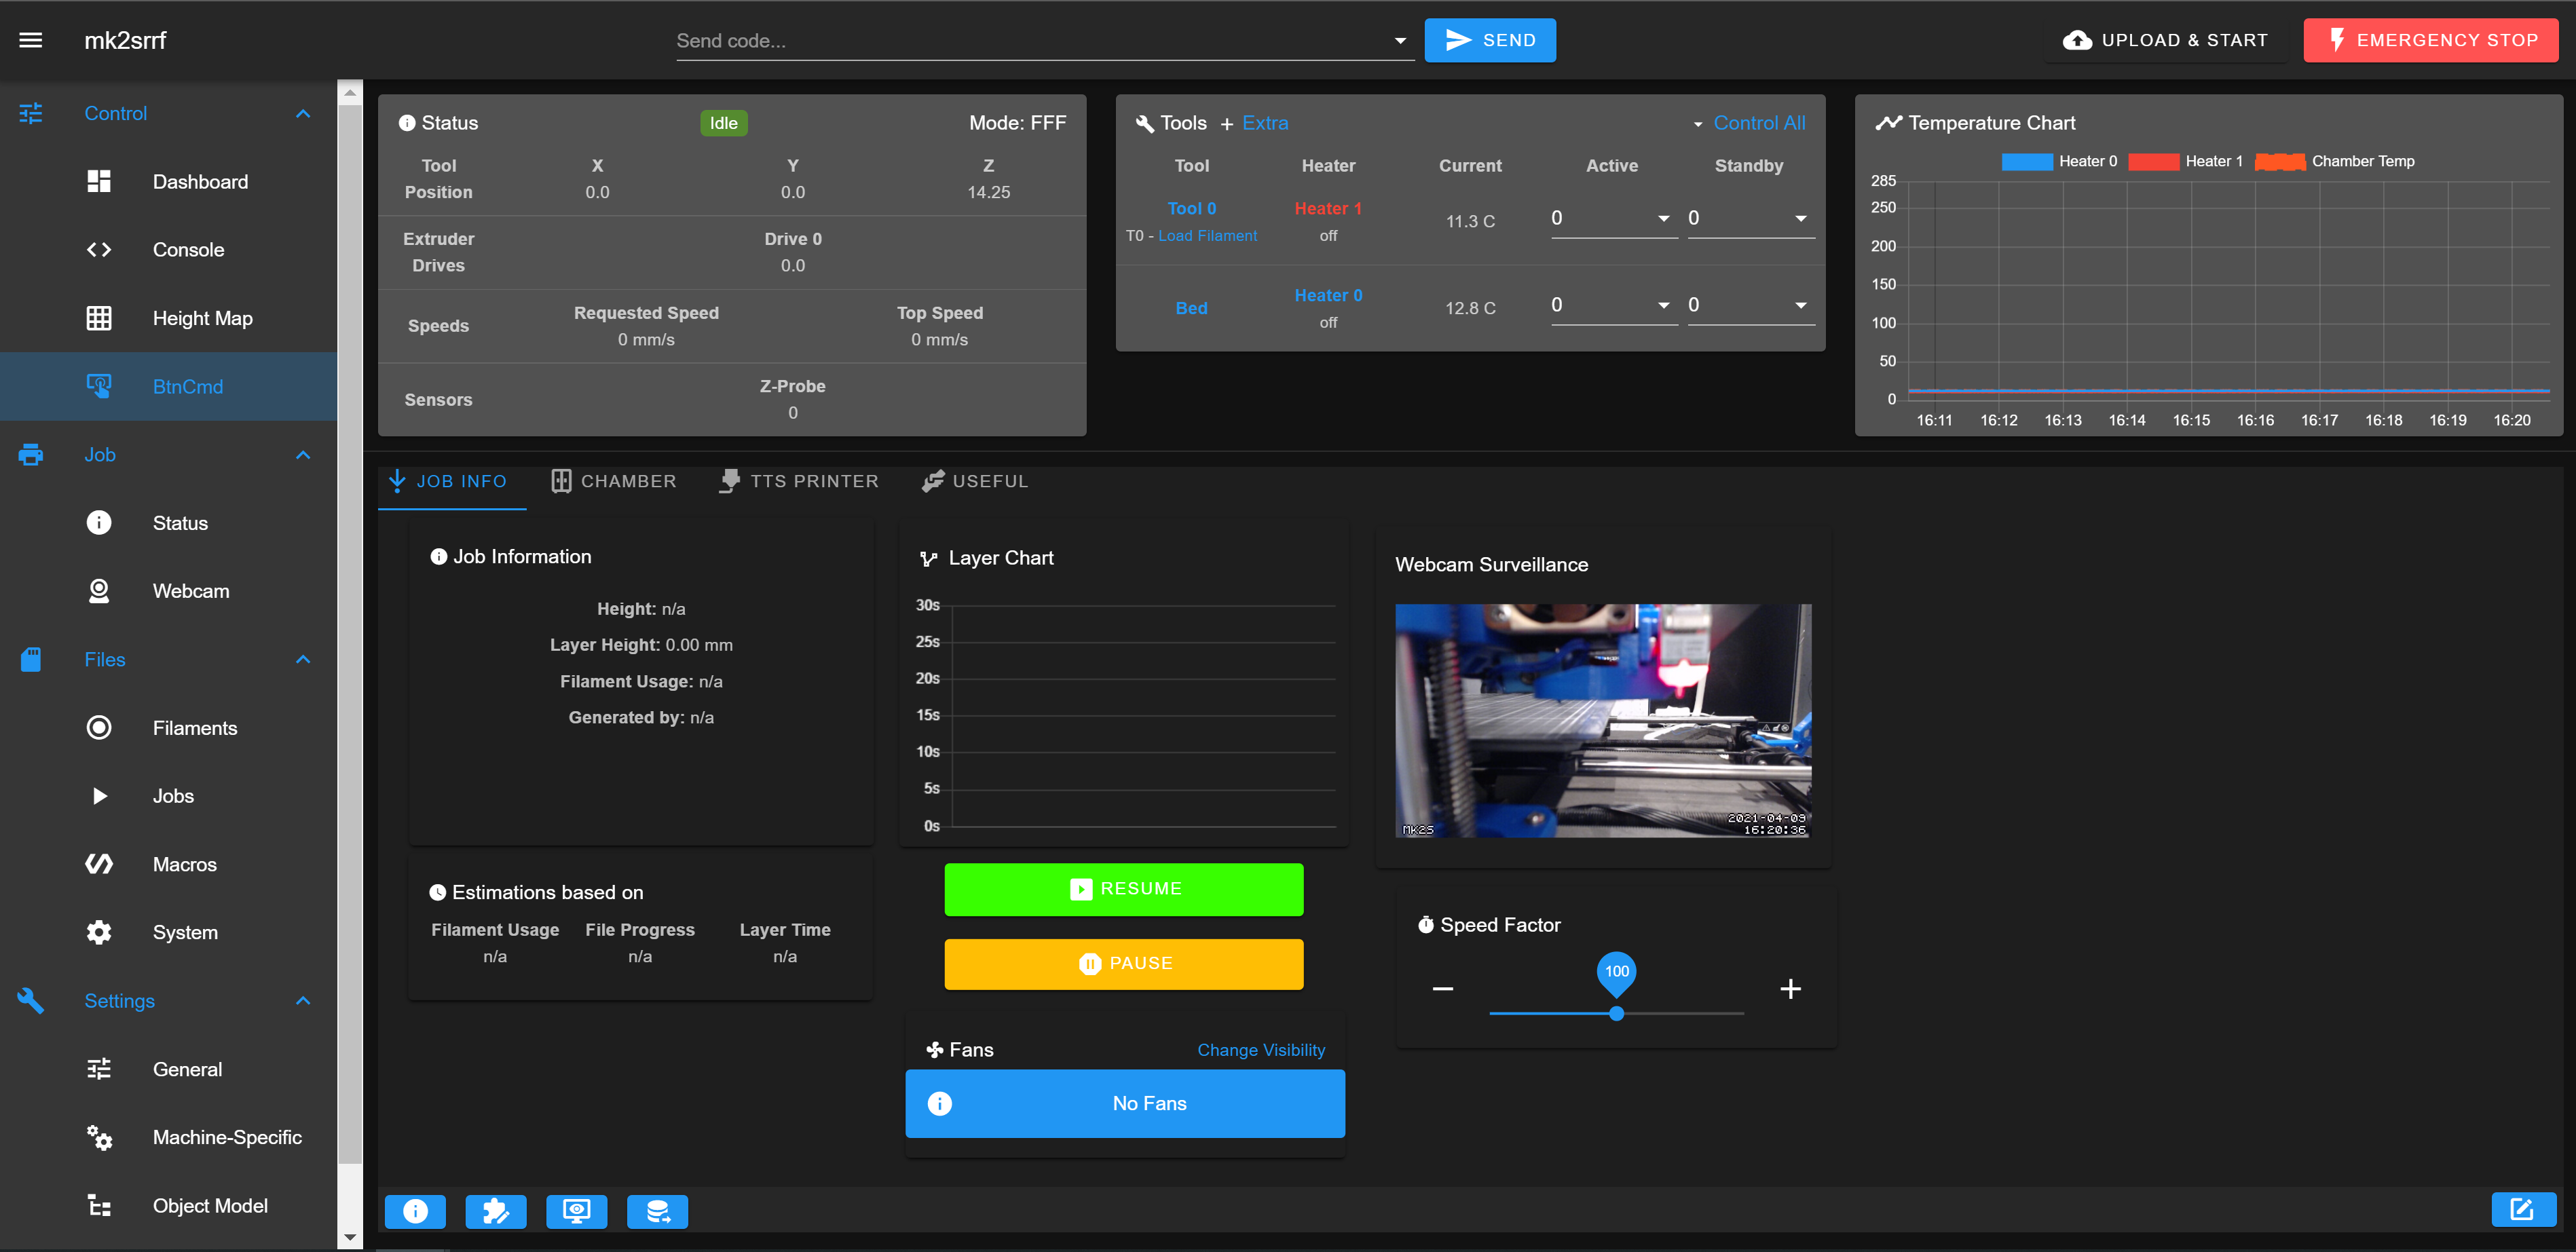 mk2srrf
Send code...
SEND
UPLOAD & START
EMERGENCY STOP
Control
Dashboard
Console
Height Map
BtnCmd
Job
Status
Webcam
Files
Filaments
Jobs
Macros
System
Settings
General
Machine-Specific
Object Model
Status
Idle
Mode: FFF
Tool Position
X
Y
Z
0.0
0.0
14.25
Extruder Drives
Drive 0
0.0
Speeds
Requested Speed
Top Speed
0 mm/s
0 mm/s
Sensors
Z-Probe
0
Tools + Extra
Control All
Tool Heater Current Active Standby
Tool 0
T0 - Load Filament
Heater 1
off
11.3 C
0
0
Bed
Heater 0
off
12.8 C
0
0
Temperature Chart
Heater 0 Heater 1 Chamber Temp
285
250
200
150
100
50
0
16:11 16:12 16:13 16:14 16:15 16:16 16:17 16:18 16:19 16:20
JOB INFO
CHAMBER
TTS PRINTER
USEFUL
Job Information
Height: n/a
Layer Height: 0.00 mm
Filament Usage: n/a
Generated by: n/a
Estimations based on
Filament Usage File Progress Layer Time
n/a n/a n/a
Layer Chart
30s
25s
20s
15s
10s
5s
0s
RESUME
PAUSE
Fans
Change Visibility
No Fans
Webcam Surveillance
MK2S
2021-04-09
16:20:36
Speed Factor
100